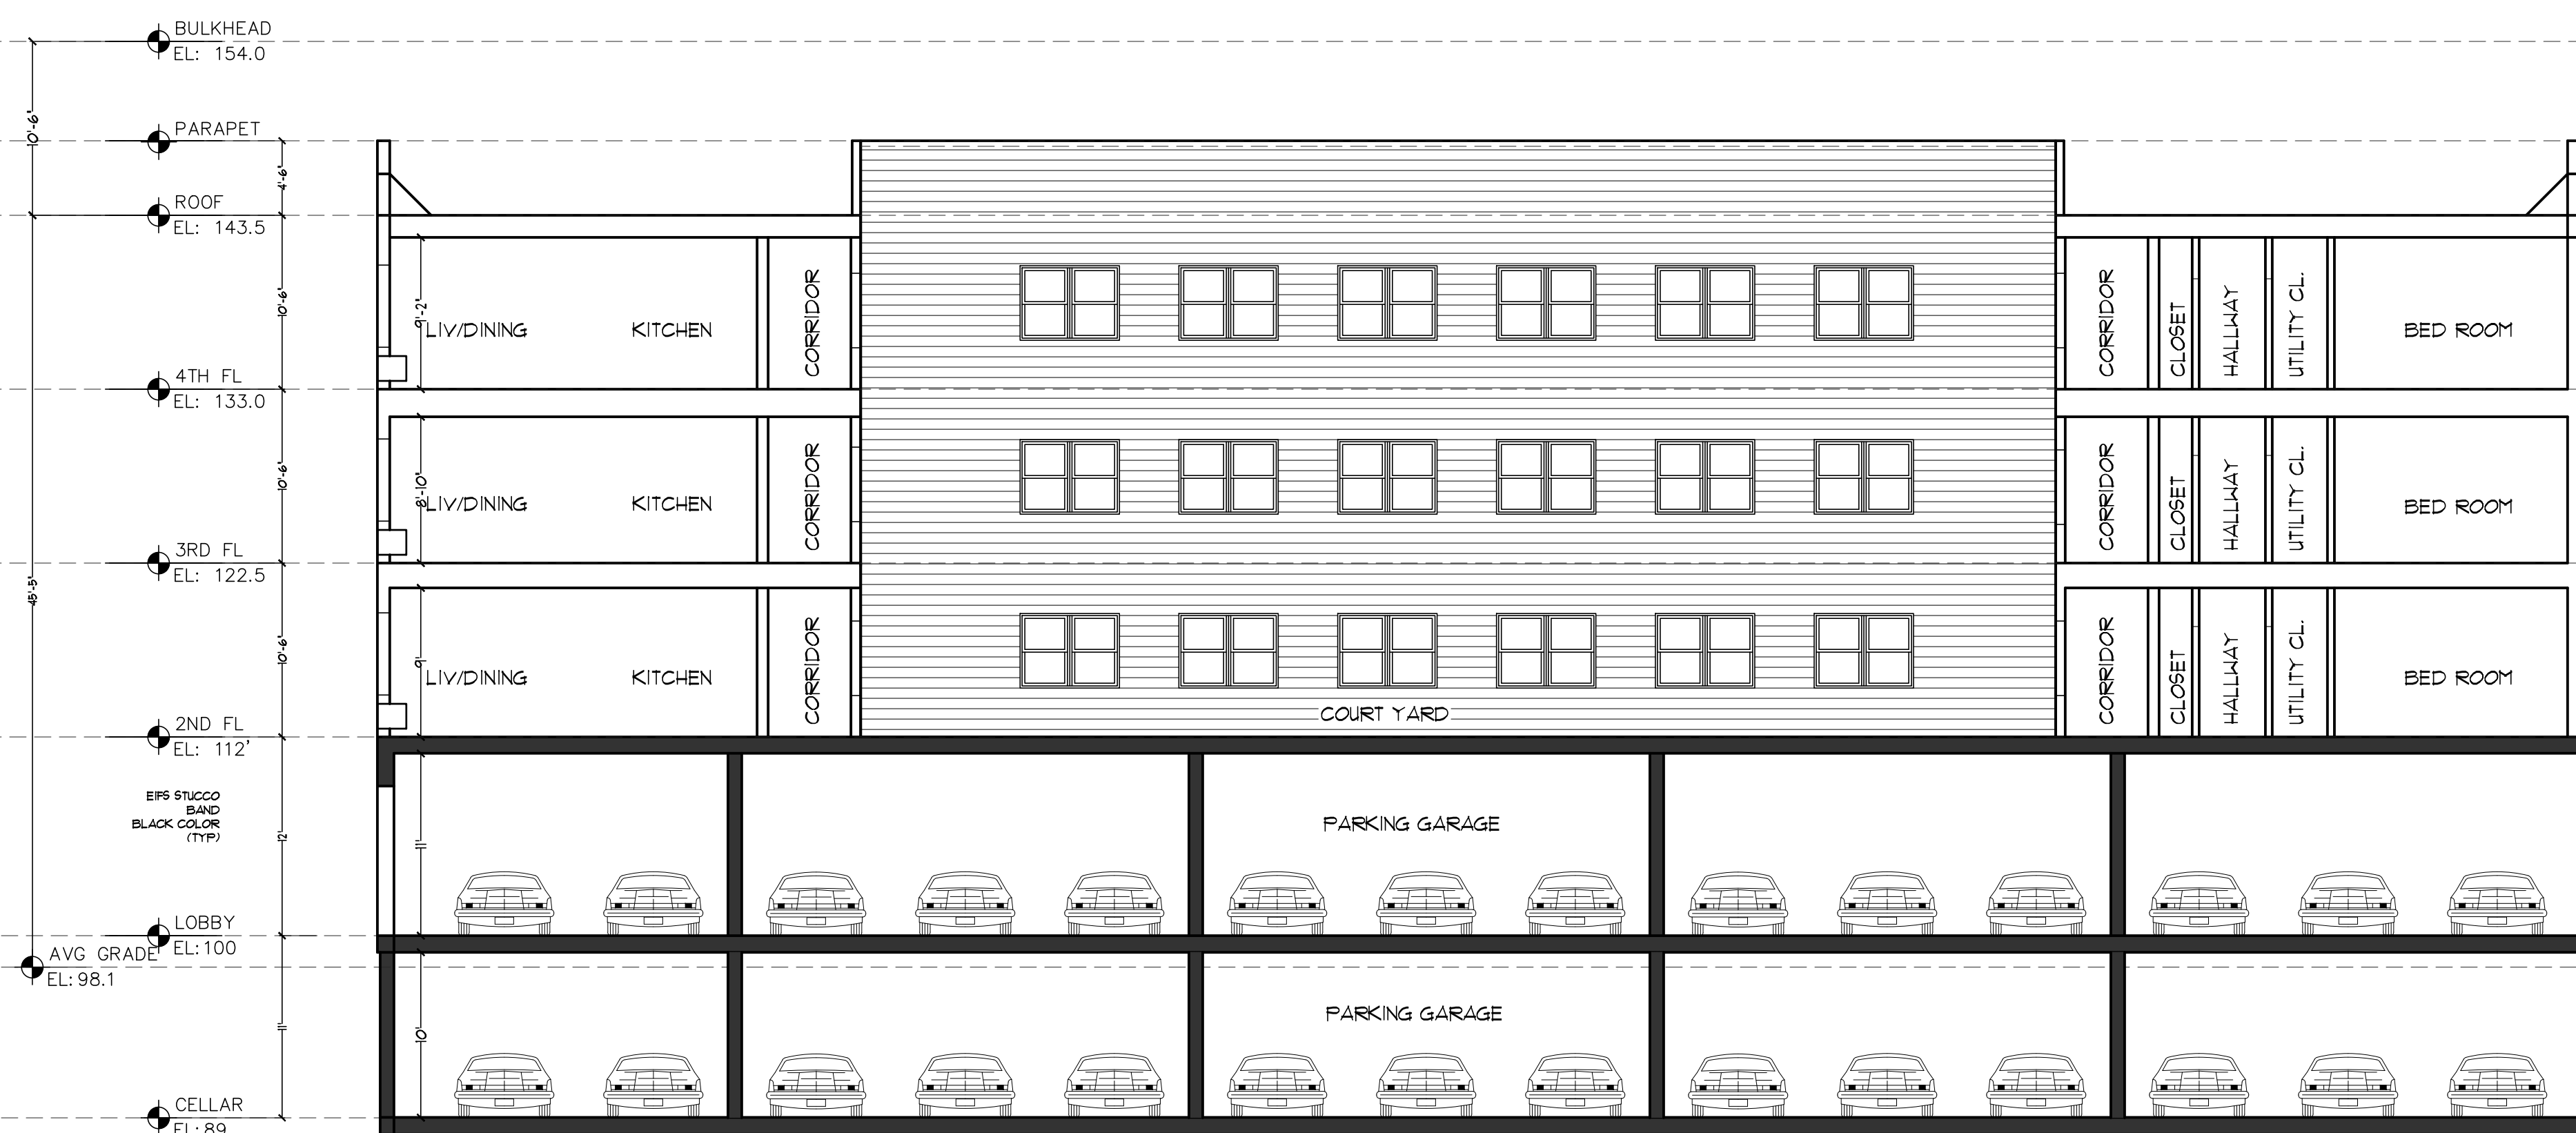 BULKHEAD
EL: 154.0
10'-6"
PARAPET
4'-6"
ROOF
EL: 143.5
10'-6"
9'-2"
LIV/DINING
KITCHEN
CORRIDOR
CORRIDOR
CLOSET
HALLWAY
UTILITY CL.
BED ROOM
4TH FL
EL: 133.0
10'-6"
8'-10"
LIV/DINING
KITCHEN
CORRIDOR
CORRIDOR
CLOSET
HALLWAY
UTILITY CL.
BED ROOM
3RD FL
EL: 122.5
45'-5"
10'-6"
9'
LIV/DINING
KITCHEN
CORRIDOR
COURT YARD
CORRIDOR
CLOSET
HALLWAY
UTILITY CL.
BED ROOM
2ND FL
EL: 112'
EIFS STUCCO
BAND
BLACK COLOR
(TYP)
12'
11'
PARKING GARAGE
LOBBY
EL:100
AVG GRADE
EL:98.1
11'
10'
PARKING GARAGE
CELLAR
EL:89